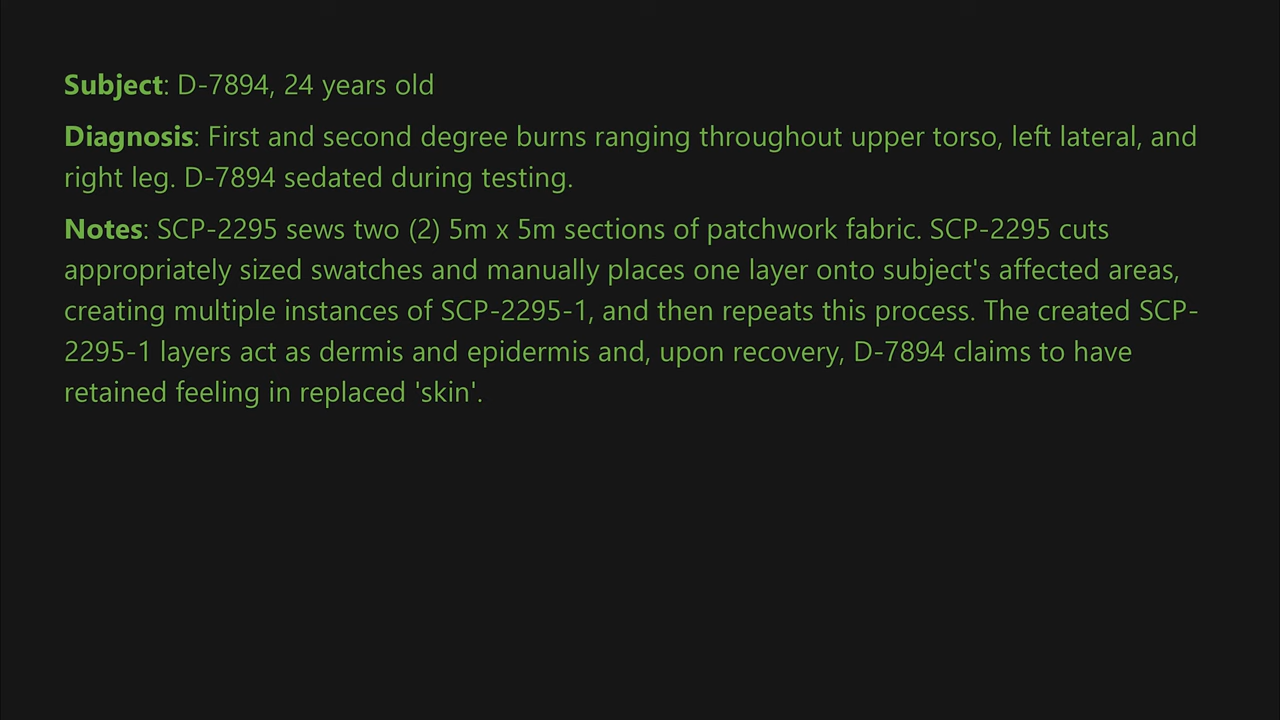 Subject: D-7894, 24 years old
Diagnosis: First and second degree burns ranging throughout upper torso, left lateral, and
right leg. D-7894 sedated during testing.
Notes: SCP-2295 sews two (2) 5m x 5m sections of patchwork fabric. SCP-2295 cuts
appropriately sized swatches and manually places one layer onto subject's affected areas,
creating multiple instances of SCP-2295-1, and then repeats this process. The created SCP-
2295-1 layers act as dermis and epidermis and, upon recovery, D-7894 claims to have
retained feeling in replaced 'skin'.